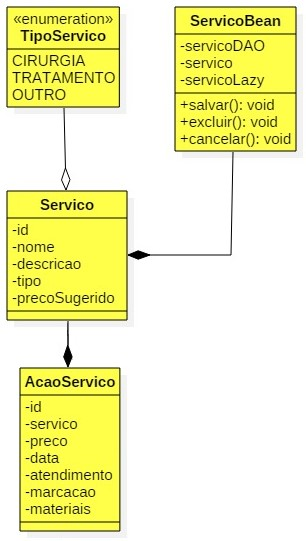 «enumeration»
TipoServico
CIRURGIA
TRATAMENTO
OUTRO
ServicoBean
-servicoDAO
-servico
-servicoLazy
+salvar(): void
+excluir(): void
+cancelar(): void
Servico
-id
-nome
-descricao
-tipo
-precoSugerido
AcaoServico
-id
-servico
-preco
-data
-atendimento
-marcacao
-materiais